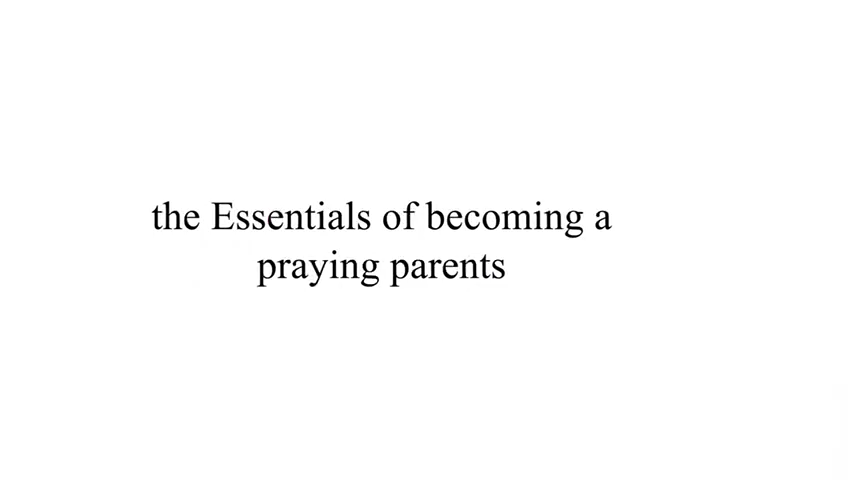 the Essentials of becoming a
praying parents